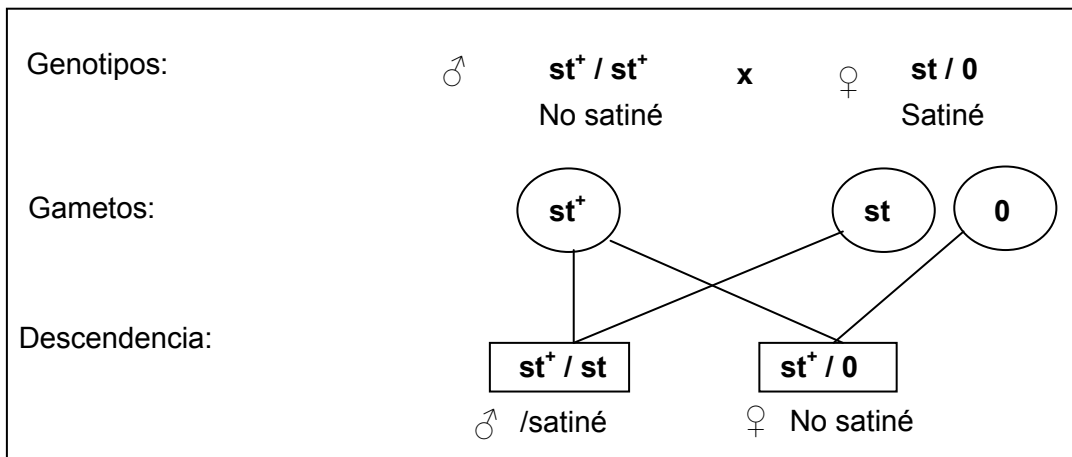 Genotipos: ♂ st⁺ / st⁺ x ♀ st / 0
No satiné Satiné
Gametos: st⁺ st 0
Descendencia:
st⁺ / st st⁺ / 0
♂ /satiné ♀ No satiné